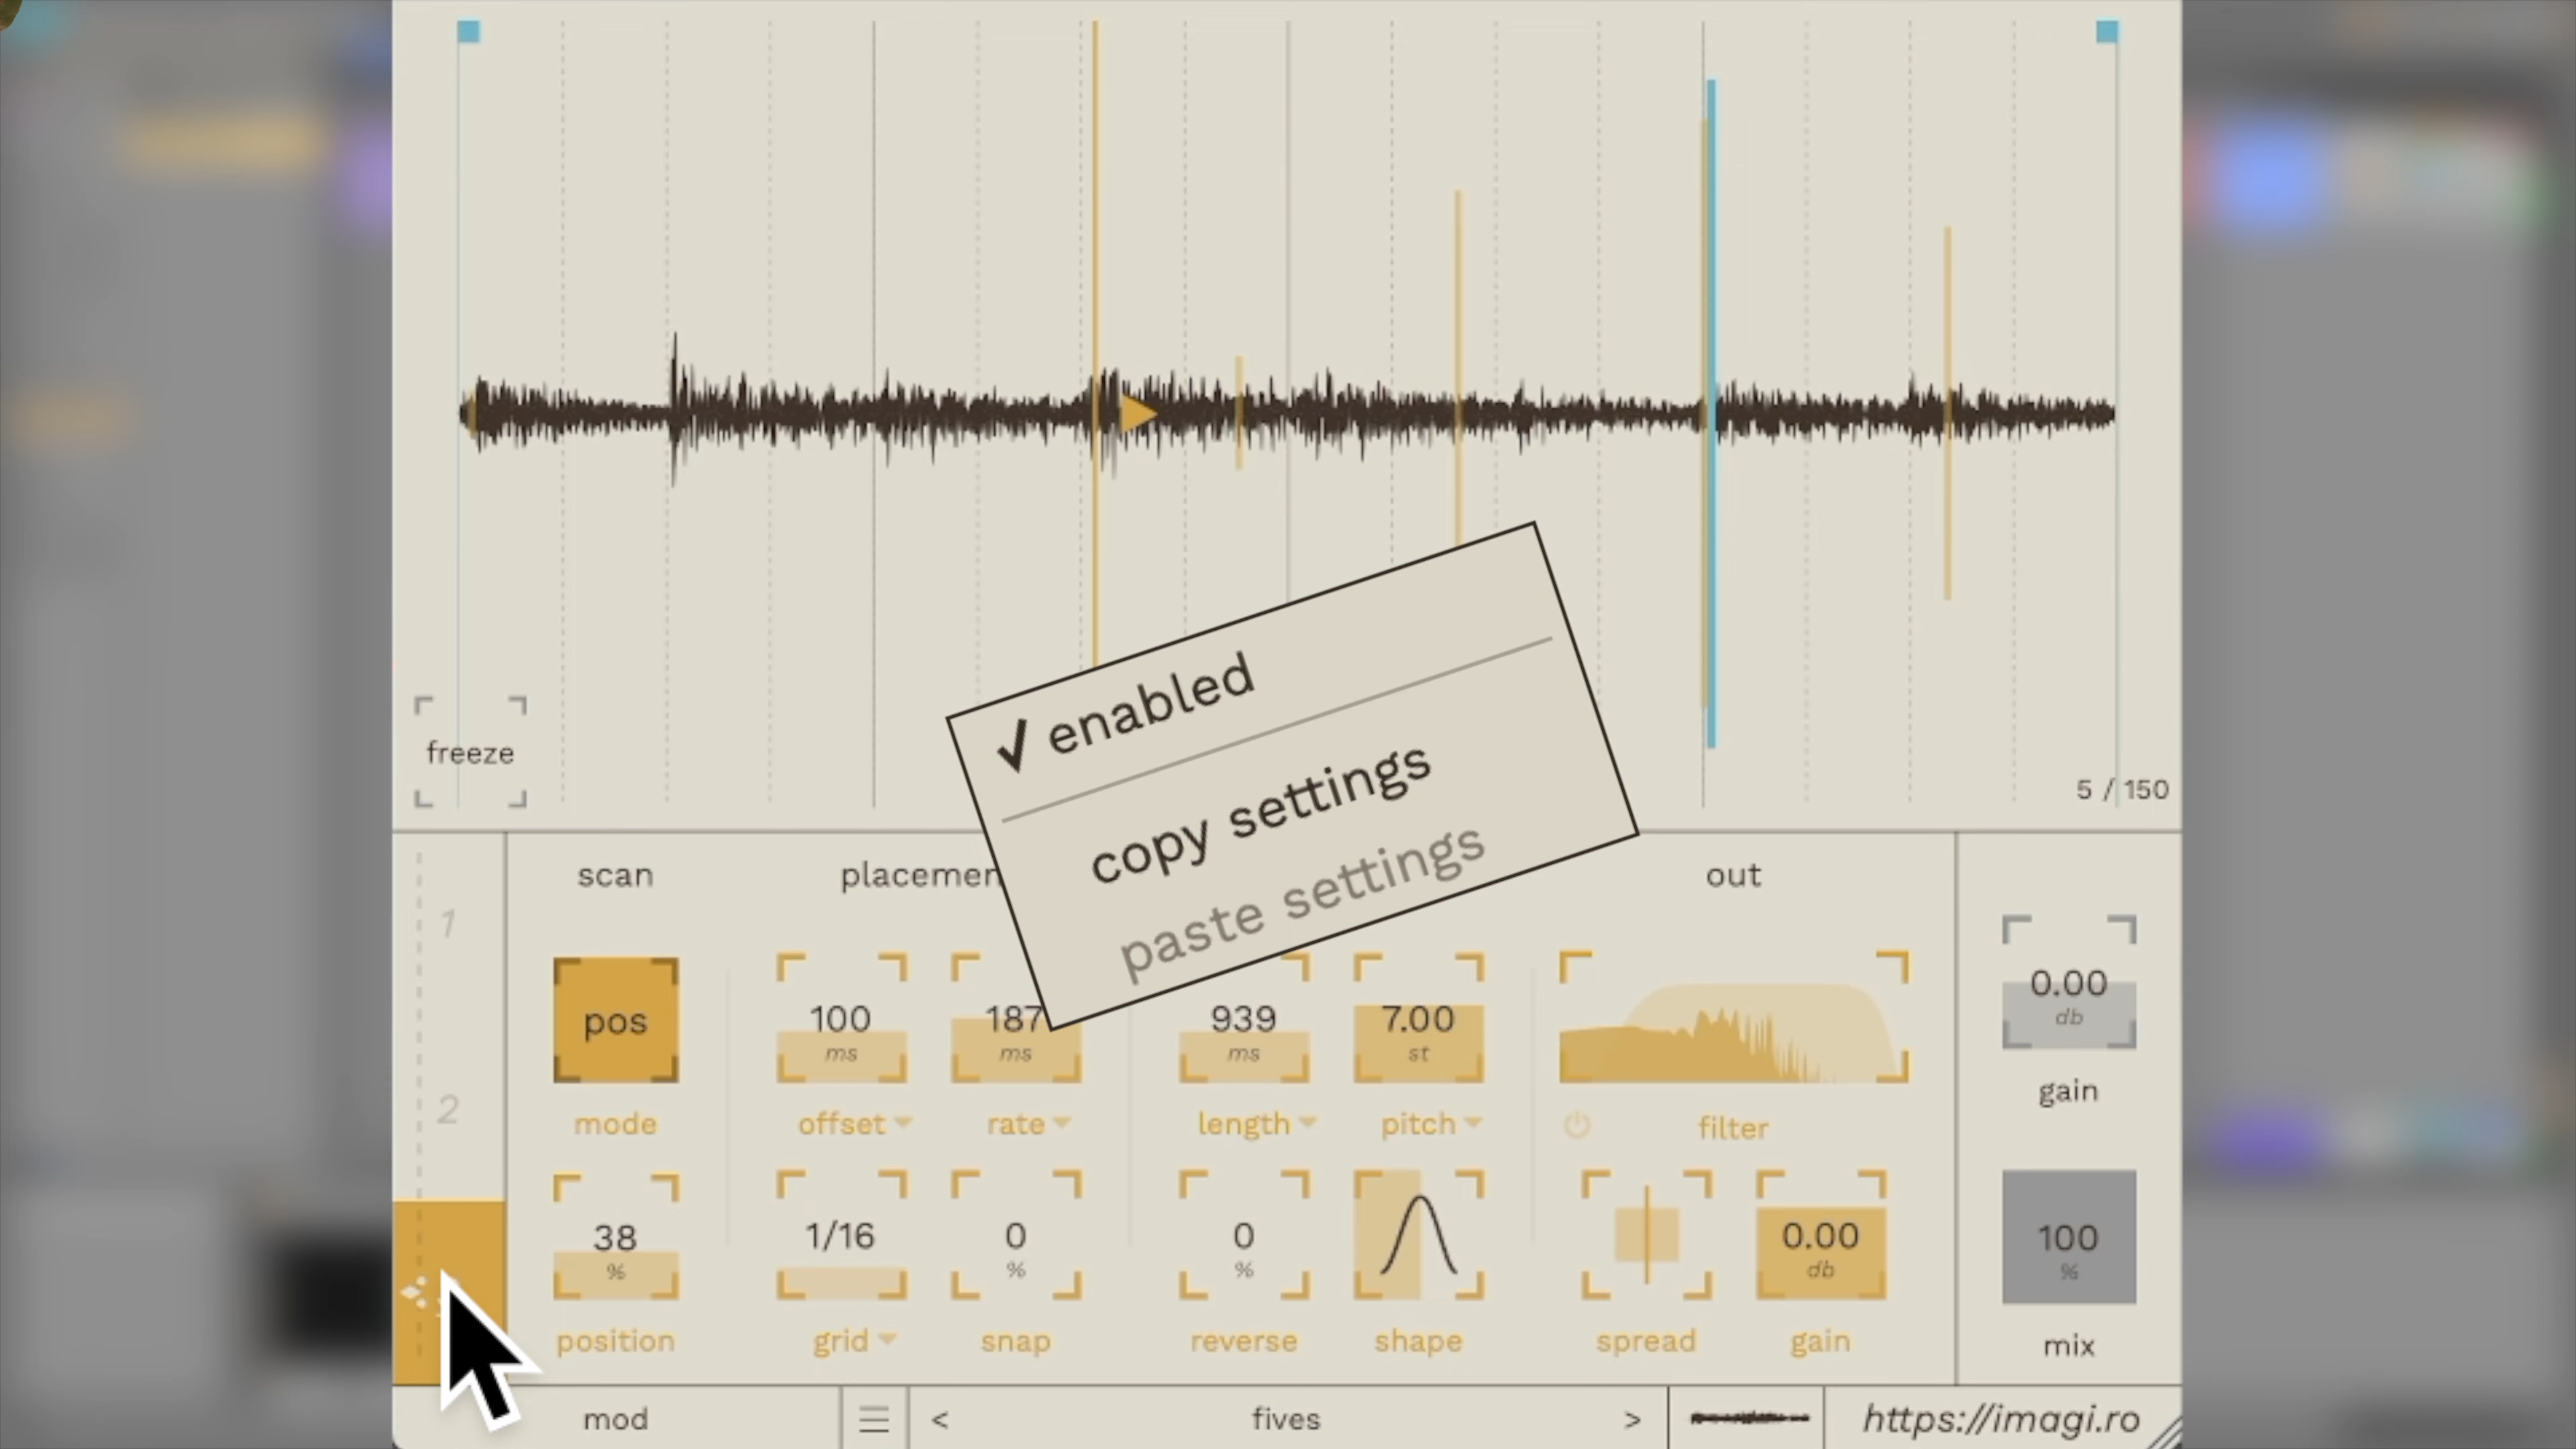 freeze
5 / 150
✓ enabled
copy settings
paste settings
scan
placemen
out
1
2
pos
mode
100
ms
offset
187
ms
rate
939
ms
length
7.00
st
pitch
filter
0.00
db
gain
38
%
position
1/16
grid
0
%
snap
0
%
reverse
shape
spread
0.00
db
gain
100
%
mix
mod
<
fives
>
https://imagi.ro